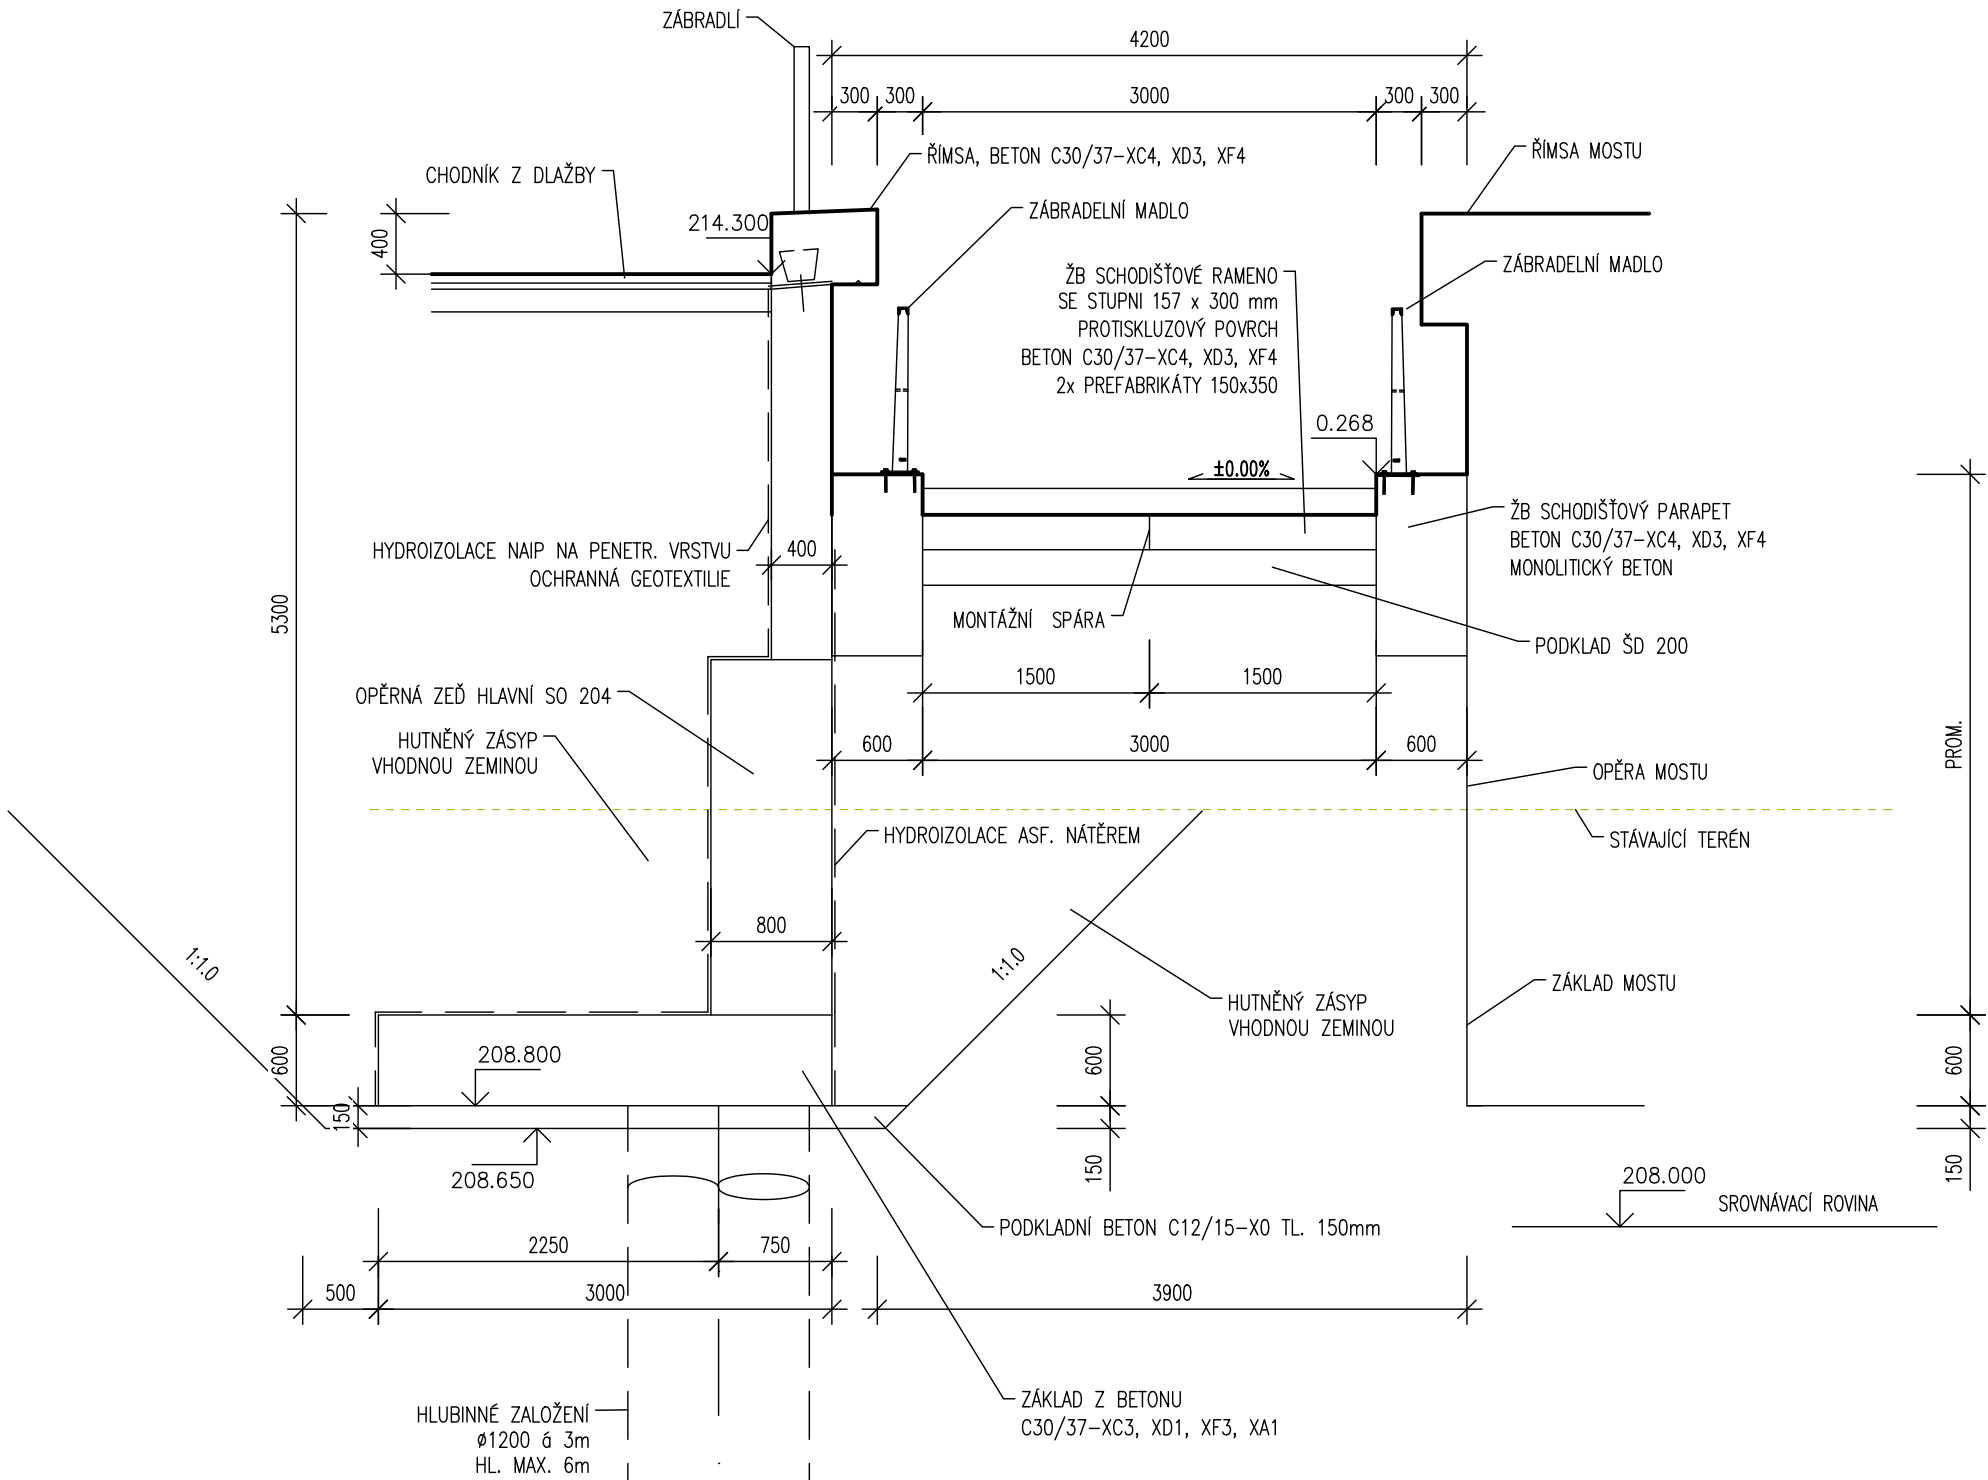 ZÁBRADLÍ
4200
300
300
3000
300
300
ŘÍMSA, BETON C30/37-XC4, XD3, XF4
ŘÍMSA MOSTU
CHODNÍK Z DLAŽBY
400
214.300
ZÁBRADELNÍ MADLO
ZÁBRADELNÍ MADLO
ŽB SCHODIŠŤOVÉ RAMENO
SE STUPNI 157 x 300 mm
PROTISKLUZOVÝ POVRCH
BETON C30/37-XC4, XD3, XF4
2x PREFABRIKÁTY 150x350
0.268
±0.00%
ŽB SCHODIŠŤOVÝ PARAPET
BETON C30/37-XC4, XD3, XF4
MONOLITICKÝ BETON
HYDROIZOLACE NAIP NA PENETR. VRSTVU
OCHRANNÁ GEOTEXTILIE
400
5300
MONTÁŽNÍ SPÁRA
PODKLAD ŠD 200
1500
1500
OPĚRNÁ ZEĎ HLAVNÍ SO 204
HUTNĚNÝ ZÁSYP
VHODNOU ZEMINOU
600
3000
600
PROM.
OPĚRA MOSTU
HYDROIZOLACE ASF. NÁTĚREM
STÁVAJÍCÍ TERÉN
800
1:1.0
1:1.0
ZÁKLAD MOSTU
HUTNĚNÝ ZÁSYP
VHODNOU ZEMINOU
600
208.800
600
600
150
208.650
150
150
208.000
SROVNÁVACÍ ROVINA
PODKLADNÍ BETON C12/15-X0 TL. 150mm
2250
750
500
3000
3900
ZÁKLAD Z BETONU
C30/37-XC3, XD1, XF3, XA1
HLUBINNÉ ZALOŽENÍ
ø1200 á 3m
HL. MAX. 6m